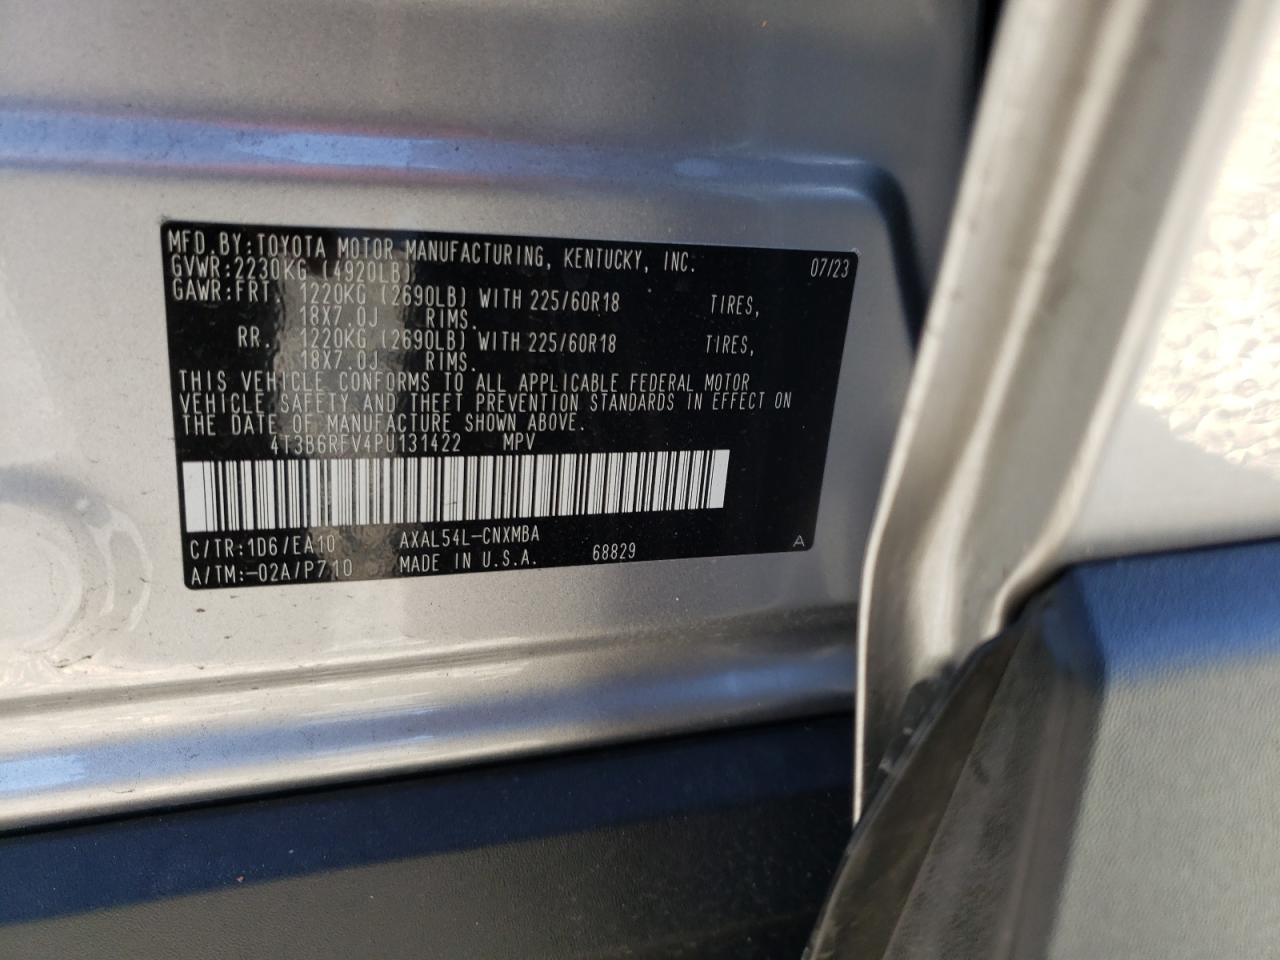 MFD.BY:TOYOTA MOTOR MANUFACTURING, KENTUCKY, INC. 07/23
GVWR:2230KG (4920LB)
GAWR:FRT. 1220KG (2690LB) WITH 225/60R18 TIRES,
18X7.0J RIMS.
RR. 1220KG (2690LB) WITH 225/60R18 TIRES,
18X7.0J RIMS.
THIS VEHICLE CONFORMS TO ALL APPLICABLE FEDERAL MOTOR
VEHICLE SAFETY AND THEFT PREVENTION STANDARDS IN EFFECT ON
THE DATE OF MANUFACTURE SHOWN ABOVE.
4T3B6RFV4PU131422 MPV
C/TR:1D6/EA10 AXAL54L-CNXMBA
A/TM:-02A/P710 MADE IN U.S.A. 68829 A